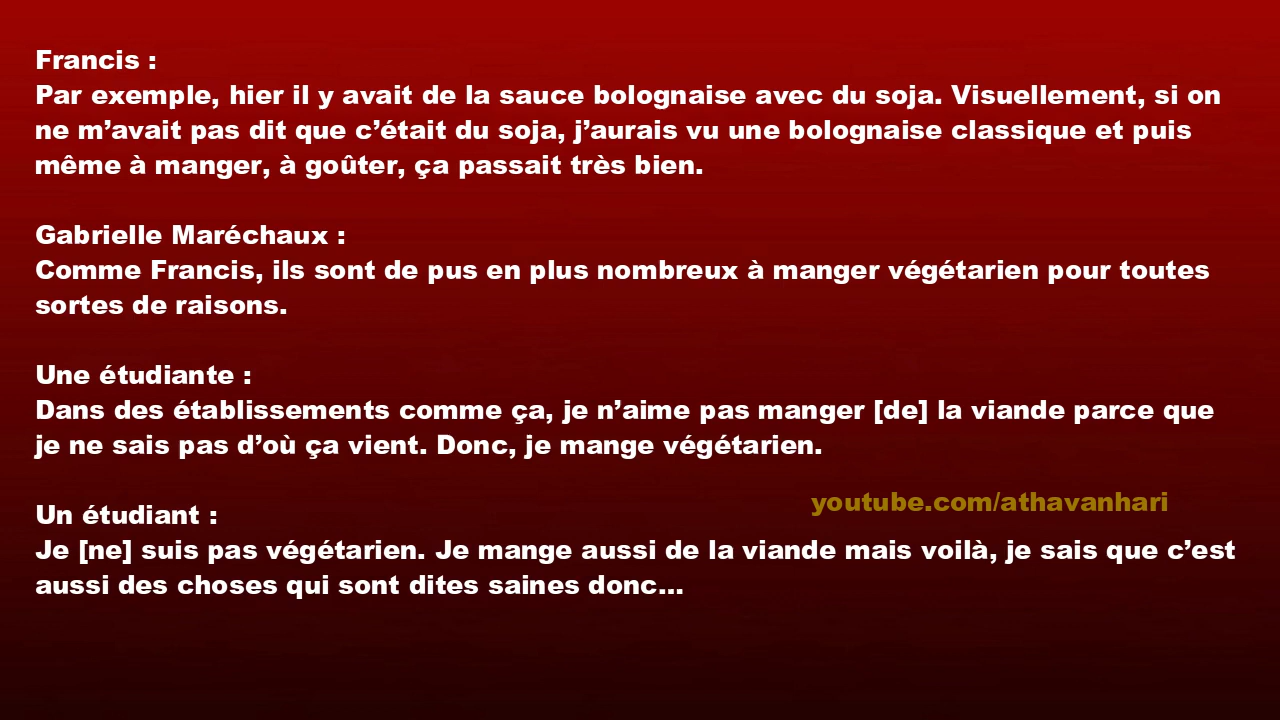 Francis :
Par exemple, hier il y avait de la sauce bolognaise avec du soja. Visuellement, si on
ne m’avait pas dit que c’était du soja, j’aurais vu une bolognaise classique et puis
même à manger, à goûter, ça passait très bien.
Gabrielle Maréchaux :
Comme Francis, ils sont de pus en plus nombreux à manger végétarien pour toutes
sortes de raisons.
Une étudiante :
Dans des établissements comme ça, je n’aime pas manger [de] la viande parce que
je ne sais pas d’où ça vient. Donc, je mange végétarien.
youtube.com/athavanhari
Un étudiant :
Je [ne] suis pas végétarien. Je mange aussi de la viande mais voilà, je sais que c’est
aussi des choses qui sont dites saines donc...